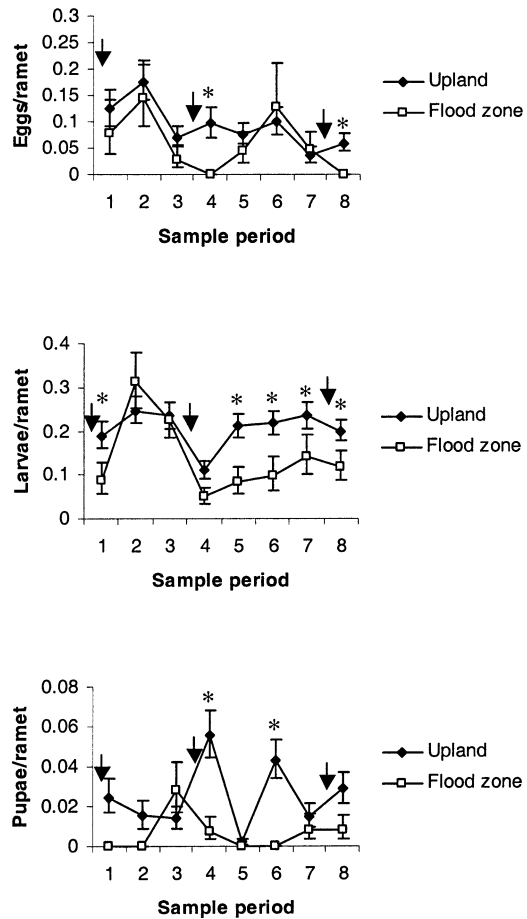 0.3
0.25
0.2
0.15
0.1
0.05
0
Eggs/ramet
*
*
1 2 3 4 5 6 7 8
Sample period
Upland
Flood zone
0.4
0.3
0.2
0.1
0
Larvae/ramet
*
*
*
*
*
1 2 3 4 5 6 7 8
Sample period
Upland
Flood zone
0.08
0.06
0.04
0.02
0
Pupae/ramet
*
*
1 2 3 4 5 6 7 8
Sample period
Upland
Flood zone